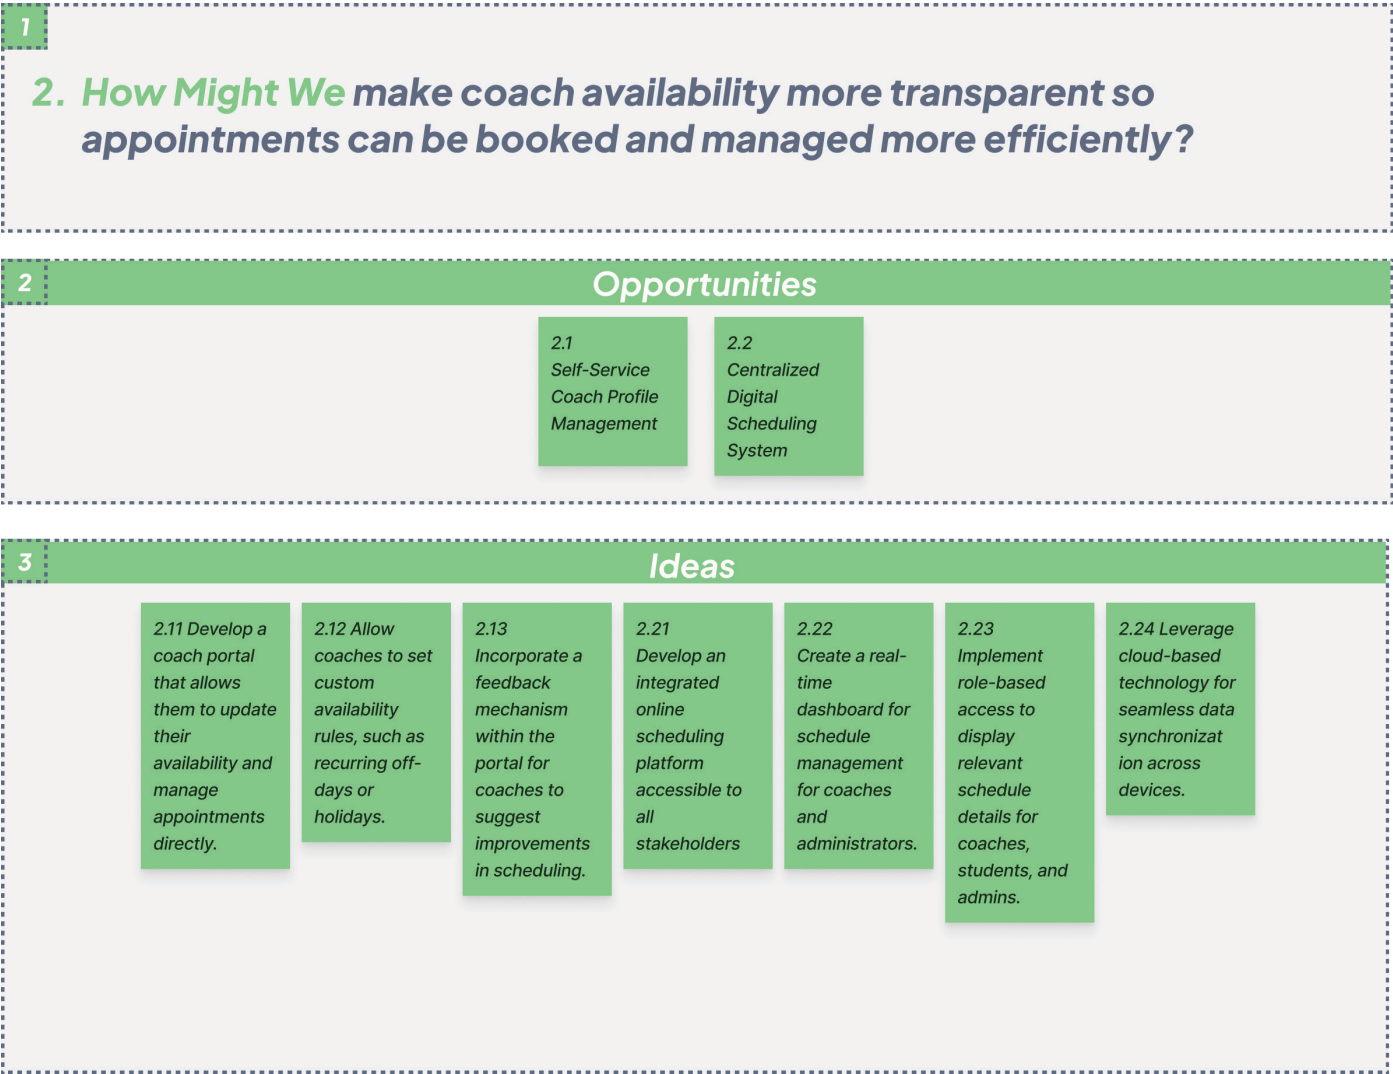 1
2. How Might We make coach availability more transparent so
appointments can be booked and managed more efficiently?
2
Opportunities
2.1
Self-Service
Coach Profile
Management
2.2
Centralized
Digital
Scheduling
System
3
Ideas
2.11 Develop a
coach portal
that allows
them to update
their
availability and
manage
appointments
directly.
2.12 Allow
coaches to set
custom
availability
rules, such as
recurring off-
days or
holidays.
2.13
Incorporate a
feedback
mechanism
within the
portal for
coaches to
suggest
improvements
in scheduling.
2.21
Develop an
integrated
online
scheduling
platform
accessible to
all
stakeholders
2.22
Create a real-
time
dashboard for
schedule
management
for coaches
and
administrators.
2.23
Implement
role-based
access to
display
relevant
schedule
details for
coaches,
students, and
admins.
2.24 Leverage
cloud-based
technology for
seamless data
synchronizat
ion across
devices.